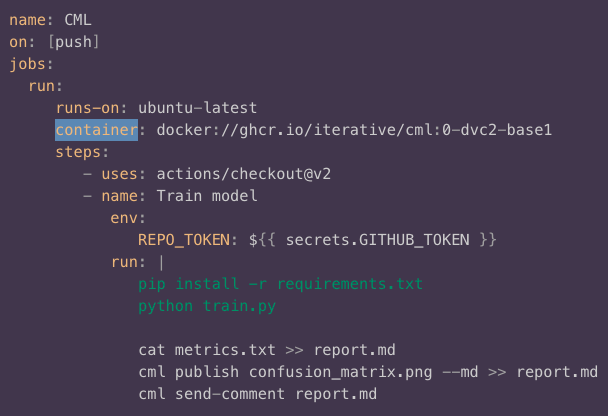 name: CML
on: [push]
jobs:
  run:
     runs-on: ubuntu-latest
     container: docker://ghcr.io/iterative/cml:0-dvc2-base1
     steps:
        - uses: actions/checkout@v2
        - name: Train model
           env:
              REPO_TOKEN: ${{ secrets.GITHUB_TOKEN }}
           run: |
              pip install -r requirements.txt
              python train.py

              cat metrics.txt >> report.md
              cml publish confusion_matrix.png --md >> report.md
              cml send-comment report.md